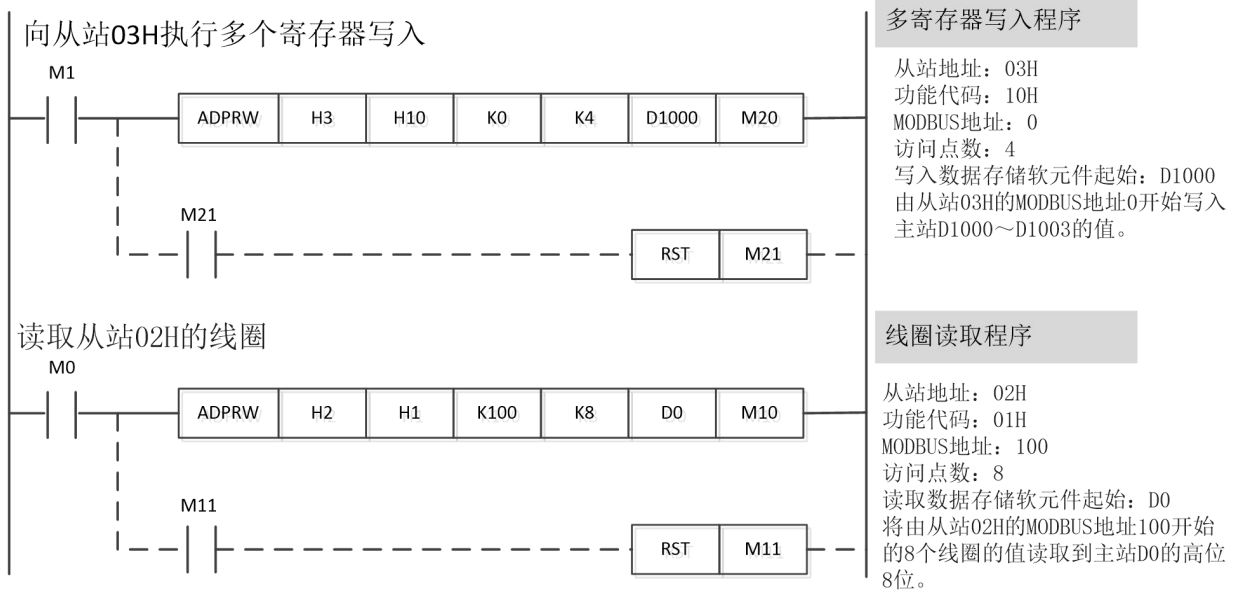 向从站03H执行多个寄存器写入
M1
ADPRW H3 H10 K0 K4 D1000 M20
M21
RST M21
多寄存器写入程序
从站地址：03H
功能代码：10H
MODBUS地址：0
访问点数：4
写入数据存储软元件起始：D1000
由从站03H的MODBUS地址0开始写入
主站D1000～D1003的值。
读取从站02H的线圈
M0
ADPRW H2 H1 K100 K8 D0 M10
M11
RST M11
线圈读取程序
从站地址：02H
功能代码：01H
MODBUS地址：100
访问点数：8
读取数据存储软元件起始：D0
将由从站02H的MODBUS地址100开始
的8个线圈的值读取到主站D0的高位
8位。